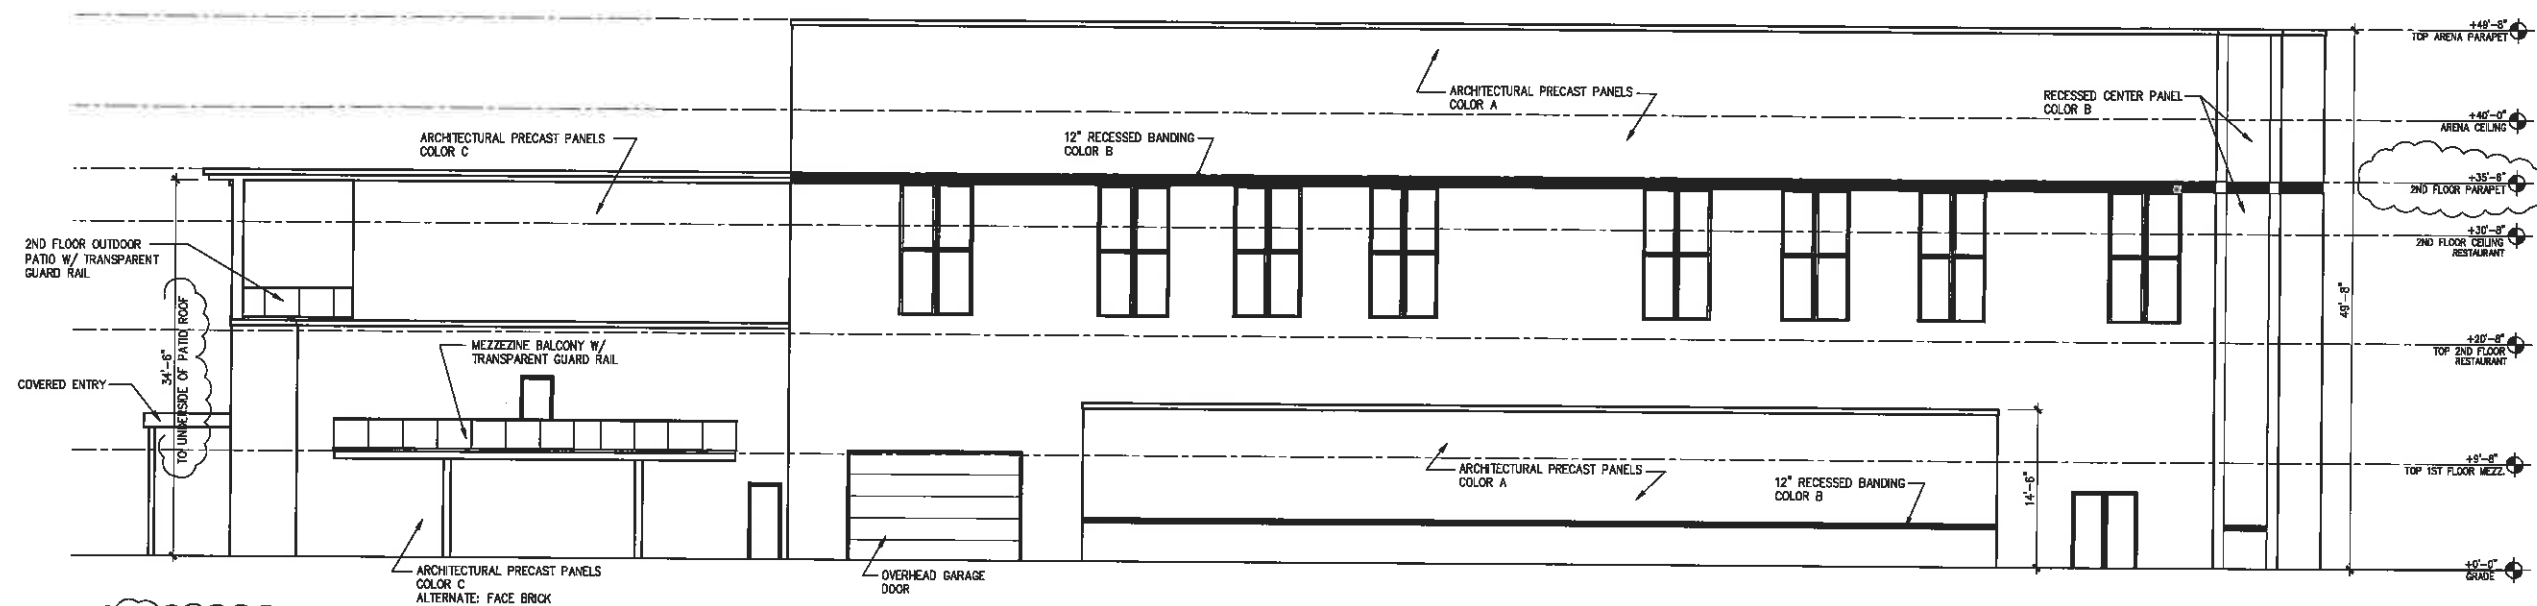 +49'-8"
TOP ARENA PARAPET
ARCHITECTURAL PRECAST PANELS
COLOR A
RECESSED CENTER PANEL
COLOR B
+40'-0"
ARENA CEILING
ARCHITECTURAL PRECAST PANELS
COLOR C
12" RECESSED BANDING
COLOR B
+35'-6"
2ND FLOOR PARAPET
2ND FLOOR OUTDOOR
PATIO W/ TRANSPARENT
GUARD RAIL
+30'-8"
2ND FLOOR CEILING
RESTAURANT
34'-6"
TO UNDERSIDE OF PATIO ROOF
49'-8"
MEZZEZINE BALCONY W/
TRANSPARENT GUARD RAIL
+20'-8"
TOP 2ND FLOOR
RESTAURANT
COVERED ENTRY
ARCHITECTURAL PRECAST PANELS
COLOR A
12" RECESSED BANDING
COLOR B
14'-6"
+9'-8"
TOP 1ST FLOOR MEZZ.
ARCHITECTURAL PRECAST PANELS
COLOR C
ALTERNATE: FACE BRICK
OVERHEAD GARAGE
DOOR
+0'-0"
GRADE